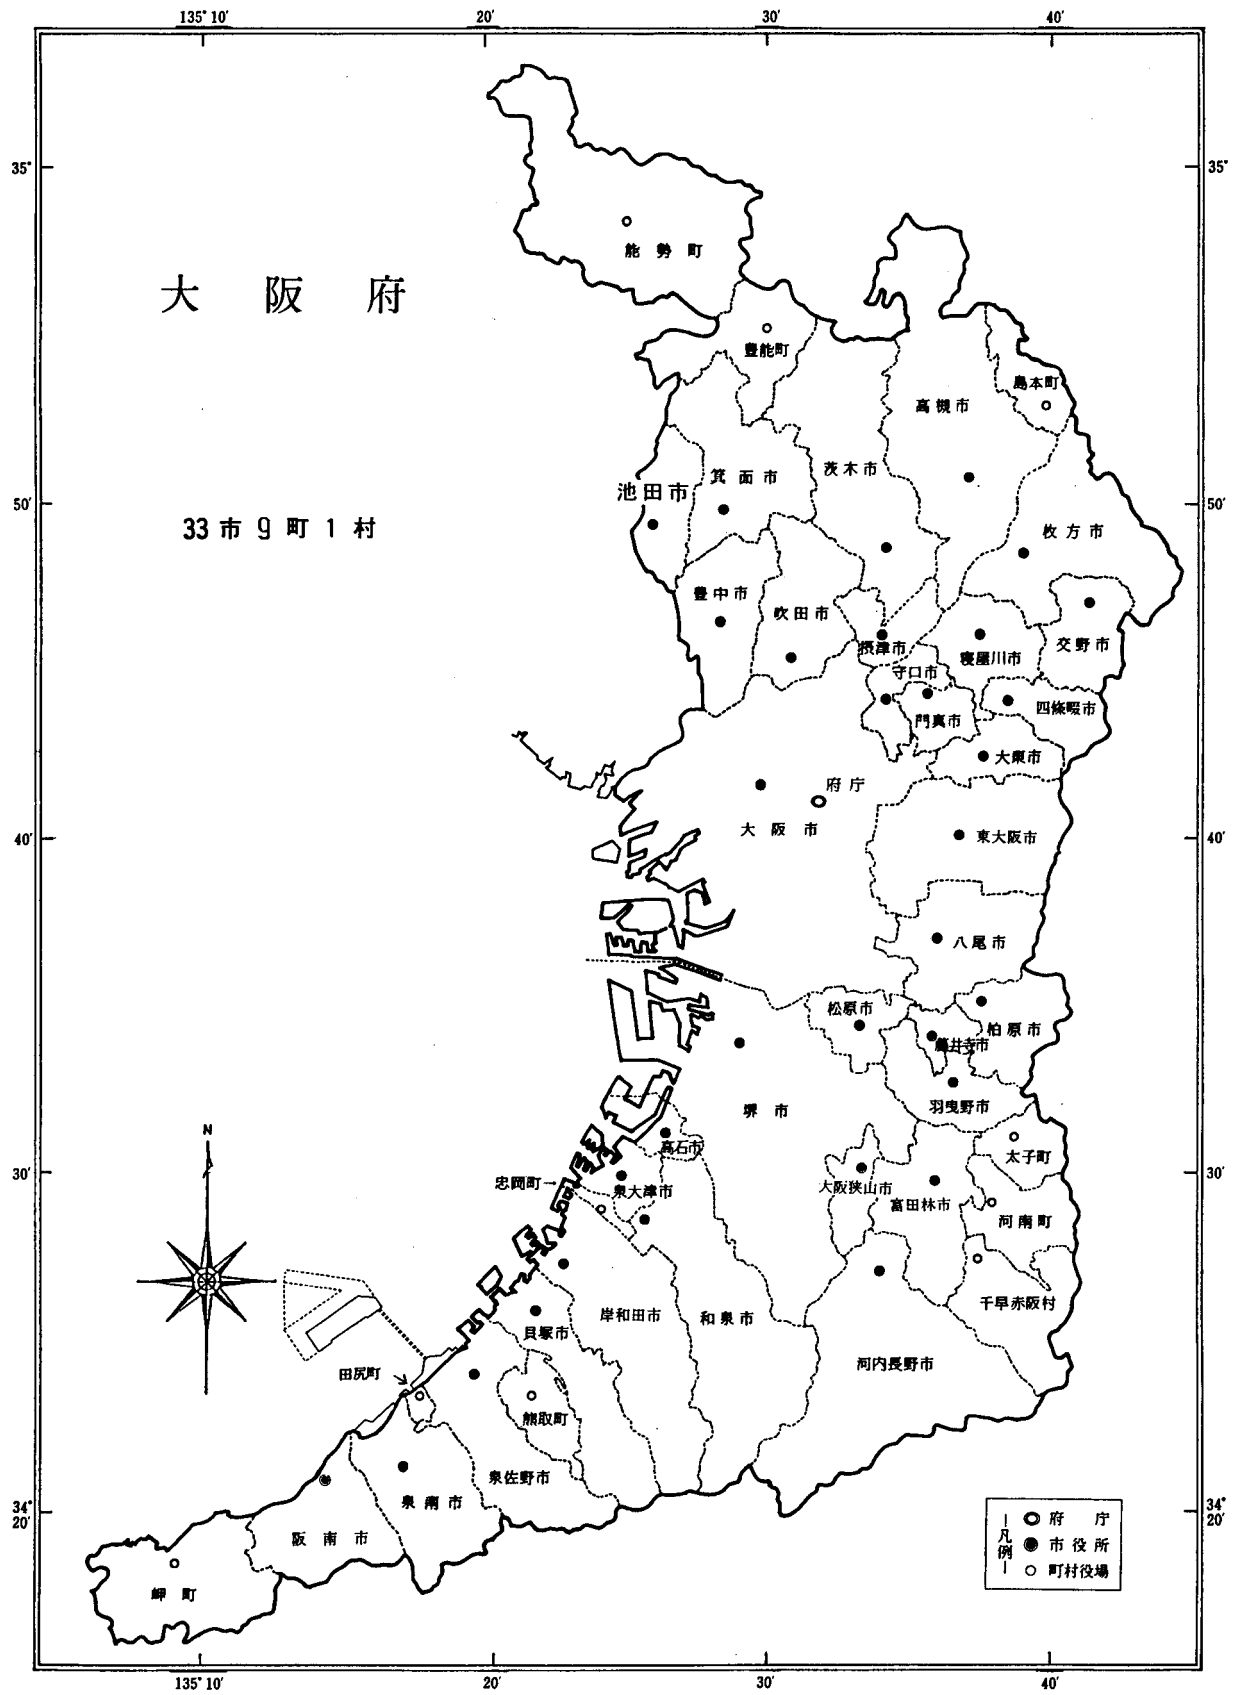 135° 10′
20′
30′
40′
35°
35°
能勢町
大阪府
豊能町
島本町
高槻市
茨木市
箕面市
池田市
50′
50′
33市9町1村
枚方市
豊中市
吹田市
摂津市
寝屋川市
交野市
守口市
四條畷市
門真市
大東市
府庁
大阪市
東大阪市
40′
40′
八尾市
松原市
柏原市
藤井寺市
羽曳野市
堺市
N
高石市
太子町
30′
30′
忠岡町→
泉大津市
大阪狭山市
富田林市
河南町
千早赤阪村
岸和田市
和泉市
貝塚市
河内長野市
田尻町
熊取町
泉佐野市
泉南市
34°
20′
34°
20′
阪南市
岬町
凡例
府庁
市役所
町村役場
135° 10′
20′
30′
40′